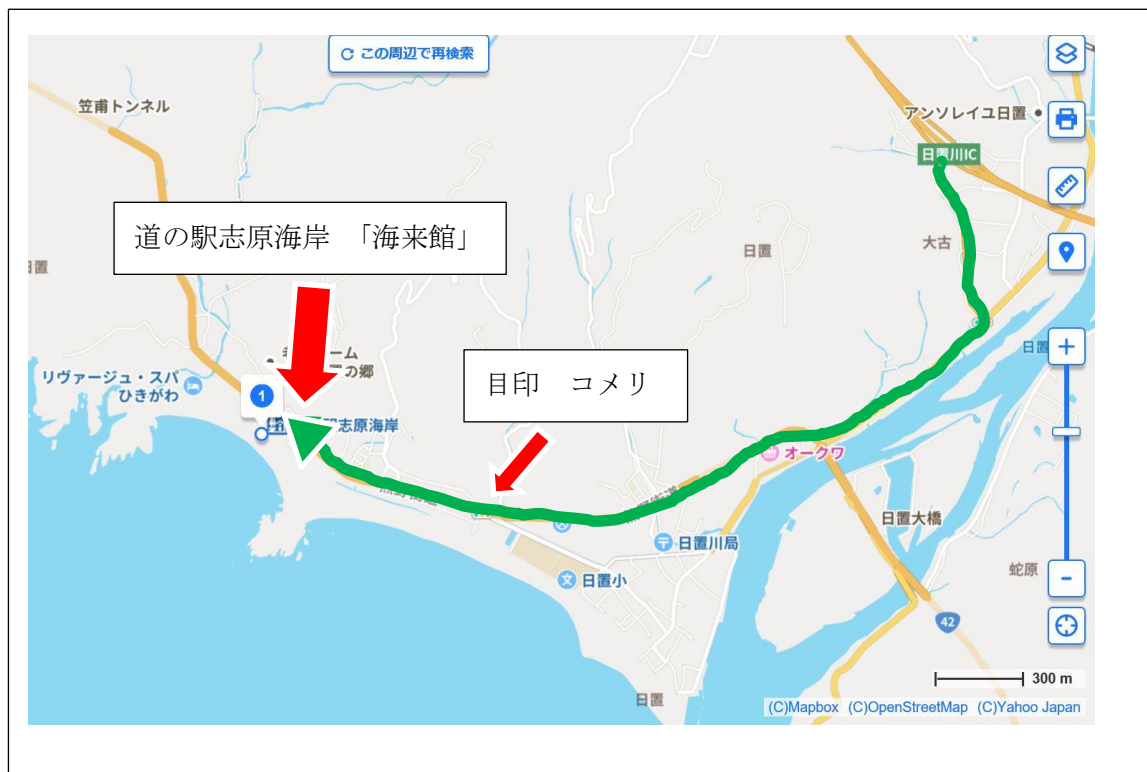 この周辺で再検索
笠甫トンネル
アンソレイユ日置
日置川IC
道の駅志原海岸 「海来館」
日置
大古
日置
リヴァージュ・スパ
ひきがわ
1
駅志原海岸
目印 コメリ
オークワ
日置大橋
日置川局
日置小
蛇原
42
日置
300 m
(C)Mapbox (C)OpenStreetMap (C)Yahoo Japan